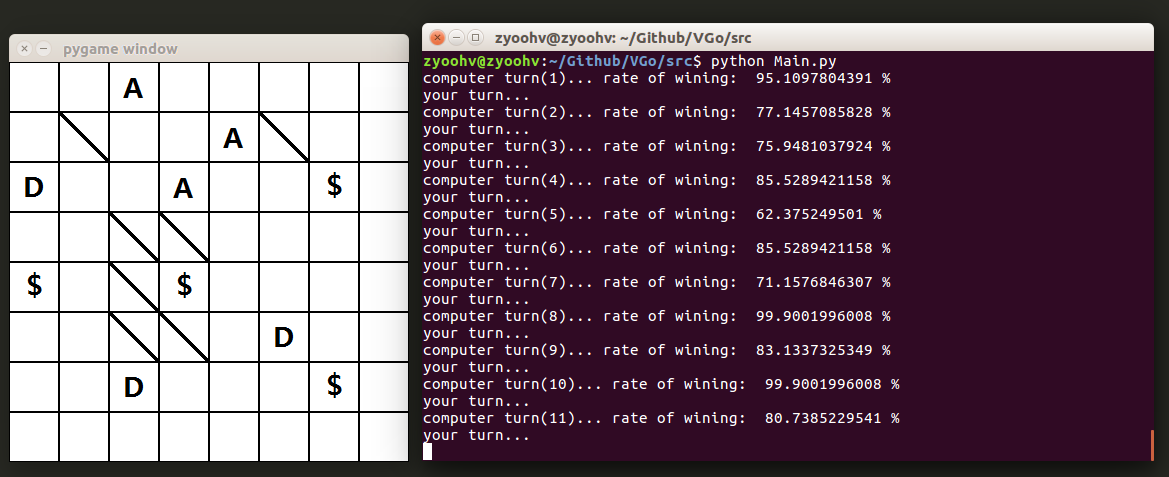 pygame window
A
A
D A $
$ $
D
D $
zyoohv@zyoohv: ~/Github/VGo/src
zyoohv@zyoohv:~/Github/VGo/src$ python Main.py
computer turn(1)... rate of wining:  95.1097804391 %
your turn...
computer turn(2)... rate of wining:  77.1457085828 %
your turn...
computer turn(3)... rate of wining:  75.9481037924 %
your turn...
computer turn(4)... rate of wining:  85.5289421158 %
your turn...
computer turn(5)... rate of wining:  62.375249501 %
your turn...
computer turn(6)... rate of wining:  85.5289421158 %
your turn...
computer turn(7)... rate of wining:  71.1576846307 %
your turn...
computer turn(8)... rate of wining:  99.9001996008 %
your turn...
computer turn(9)... rate of wining:  83.1337325349 %
your turn...
computer turn(10)... rate of wining:  99.9001996008 %
your turn...
computer turn(11)... rate of wining:  80.7385229541 %
your turn...